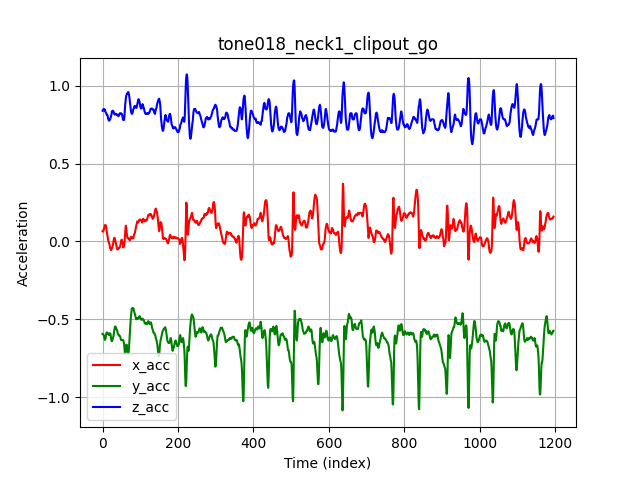 tone018_neck1_clipout_go
1.0
0.5
0.0
−0.5
−1.0
Acceleration
x_acc
y_acc
z_acc
0 200 400 600 800 1000 1200
Time (index)